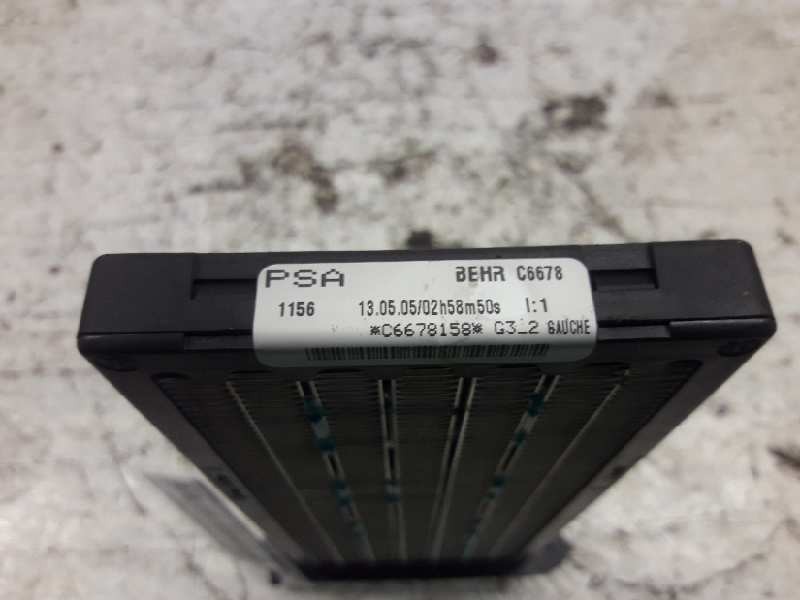 PSA BEHR C6678
1156 13.05.05/02h58m50s I:1
*C6678158* G3_2 GAUCHE